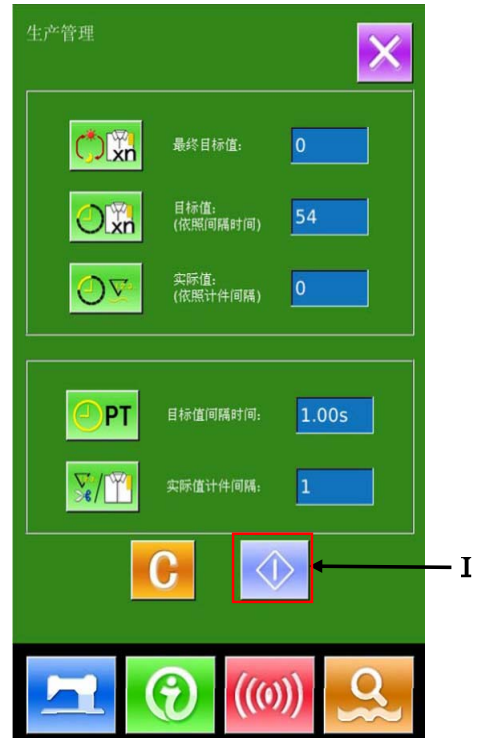 生产管理
xn
最终目标值:
0
xn
目标值:
(依照间隔时间)
54
实际值:
(依照计件间隔)
0
PT
目标值间隔时间:
1.00s
实际值计件间隔:
1
C
I